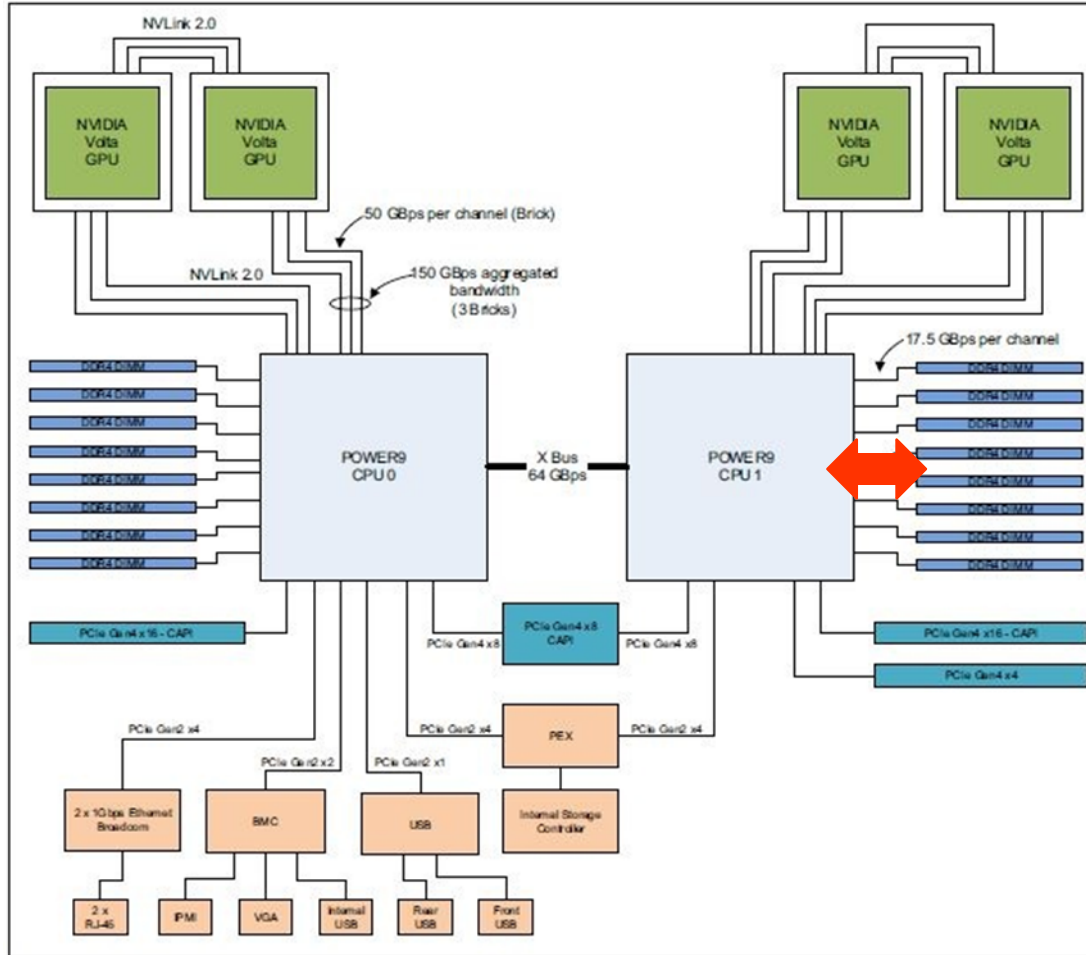 NVLink 2.0
NVIDIA
Volta
GPU
NVIDIA
Volta
GPU
NVIDIA
Volta
GPU
NVIDIA
Volta
GPU
50 GBps per channel (Brick)
NVLink 2.0
150 GBps aggregated
bandwidth
(3 Bricks)
17.5 GBps per channel
DDR4 DIMM
DDR4 DIMM
DDR4 DIMM
DDR4 DIMM
DDR4 DIMM
DDR4 DIMM
DDR4 DIMM
DDR4 DIMM
POWER9
CPU 0
X Bus
64 GBps
POWER9
CPU 1
DDR4 DIMM
DDR4 DIMM
DDR4 DIMM
DDR4 DIMM
DDR4 DIMM
DDR4 DIMM
DDR4 DIMM
DDR4 DIMM
PCIe Gen4 x16 - CAPI
PCIe Gen4 x8
PCIe Gen4 x8
CAPI
PCIe Gen4 x8
PCIe Gen4 x16 - CAPI
PCIe Gen4 x4
PCIe Gen2 x4
PCIe Gen2 x2
PCIe Gen2 x1
PCIe Gen2 x4
PEX
PCIe Gen2 x4
2 x 1Gbps Ethernet
Broadcom
BMC
USB
Internal Storage
Controller
2 x
RJ-45
IPMI
VGA
Internal
USB
Rear
USB
Front
USB